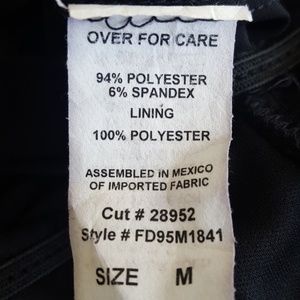 OVER FOR CARE
94% POLYESTER
6% SPANDEX
LINING
100% POLYESTER
ASSEMBLED IN MEXICO
OF IMPORTED FABRIC
Cut # 28952
Style # FD95M1841
SIZE M